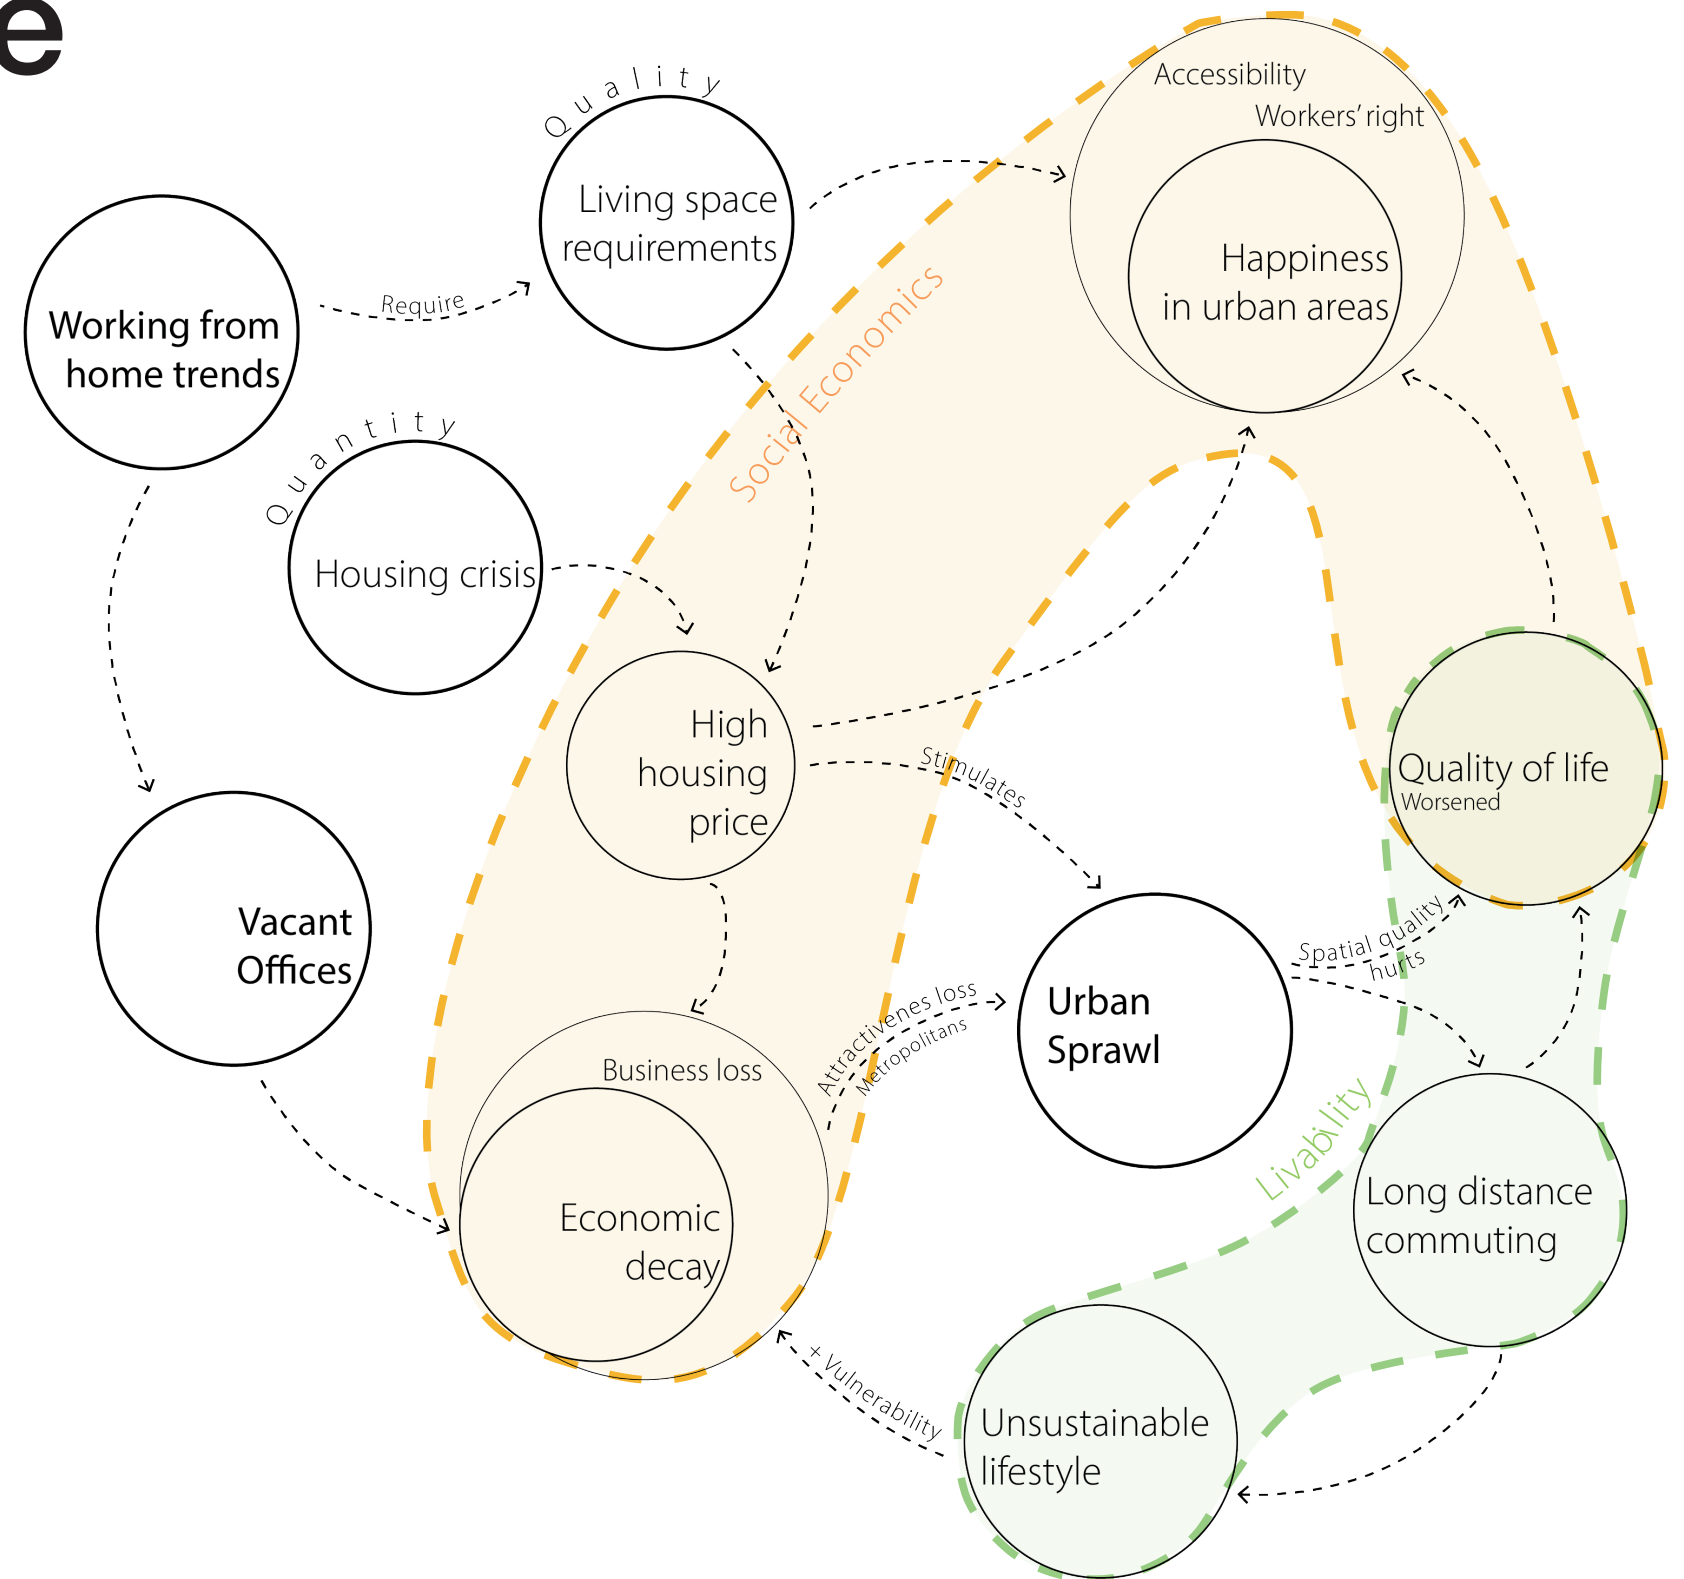 e
Quality
Living space
requirements
Accessibility
Workers’ right
Happiness
in urban areas
Working from
home trends
Require
Social Economics
Quantity
Housing crisis
High
housing
price
Stimulates
Quality of life
Worsened
Vacant
Offices
Urban
Sprawl
Spatial quality
hurts
Attractivenes loss
Metropolitans
Business loss
Economic
decay
Livability
Long distance
commuting
+ Vulnerability
Unsustainable
lifestyle